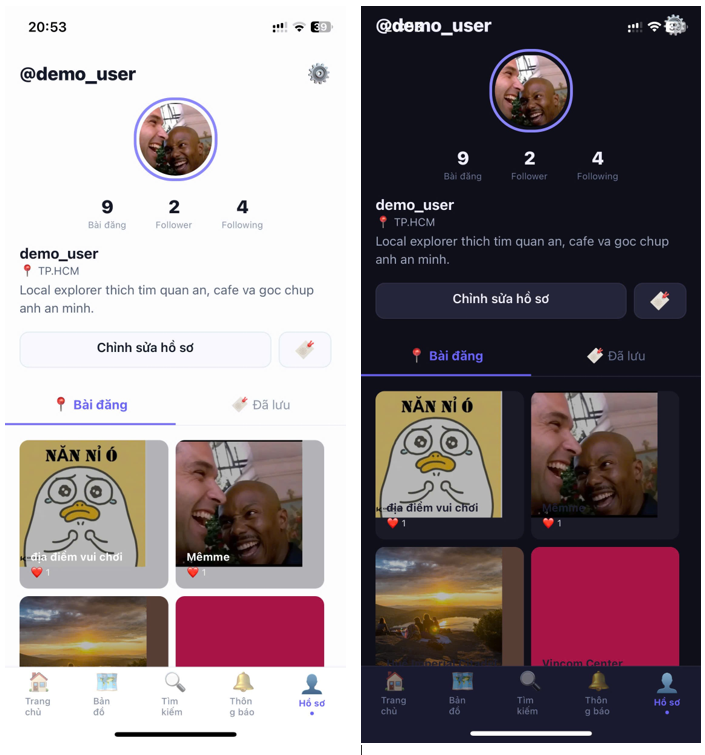 20:53
39
@demo_user
9
2
4
Bài đăng
Follower
Following
demo_user
TP.HCM
Local explorer thich tim quan an, cafe va goc chup
anh an minh.
Chỉnh sửa hồ sơ
Bài đăng
Đã lưu
NĂN NỈ Ó
địa điểm vui chơi
1
Mêmme
1
Trang
chủ
Bản
đồ
Tìm
kiếm
Thôn
g báo
Hồ sơ
@demo_user
9
2
4
Bài đăng
Follower
Following
demo_user
TP.HCM
Local explorer thich tim quan an, cafe va goc chup
anh an minh.
Chỉnh sửa hồ sơ
Bài đăng
Đã lưu
NĂN NỈ Ó
địa điểm vui chơi
1
Mêmme
1
Vincom Center
Trang
chủ
Bản
đồ
Tìm
kiếm
Thôn
g báo
Hồ sơ